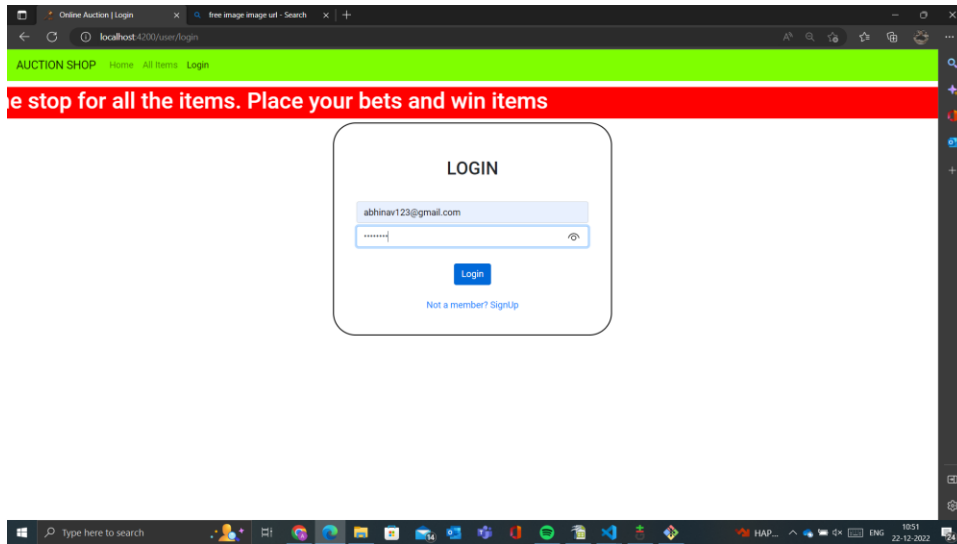 Online Auction | Login
free image image url - Search
localhost:4200/user/login
AUCTION SHOP Home All Items Login
e stop for all the items. Place your bets and win items
LOGIN
abhinav123@gmail.com
Login
Not a member? SignUp
Type here to search
HAP... ENG 10:51
22-12-2022